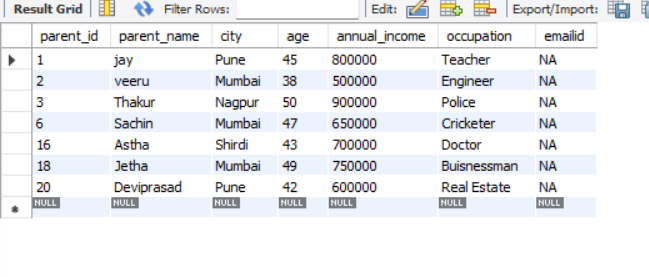 Result Grid Filter Rows: Edit: Export/Import:
parent_id parent_name city age annual_income occupation emailid
1 jay Pune 45 800000 Teacher NA
2 veeru Mumbai 38 500000 Engineer NA
3 Thakur Nagpur 50 900000 Police NA
6 Sachin Mumbai 47 650000 Cricketer NA
16 Astha Shirdi 43 700000 Doctor NA
18 Jetha Mumbai 49 750000 Buisnessman NA
20 Deviprasad Pune 42 600000 Real Estate NA
NULL NULL NULL NULL NULL NULL NULL